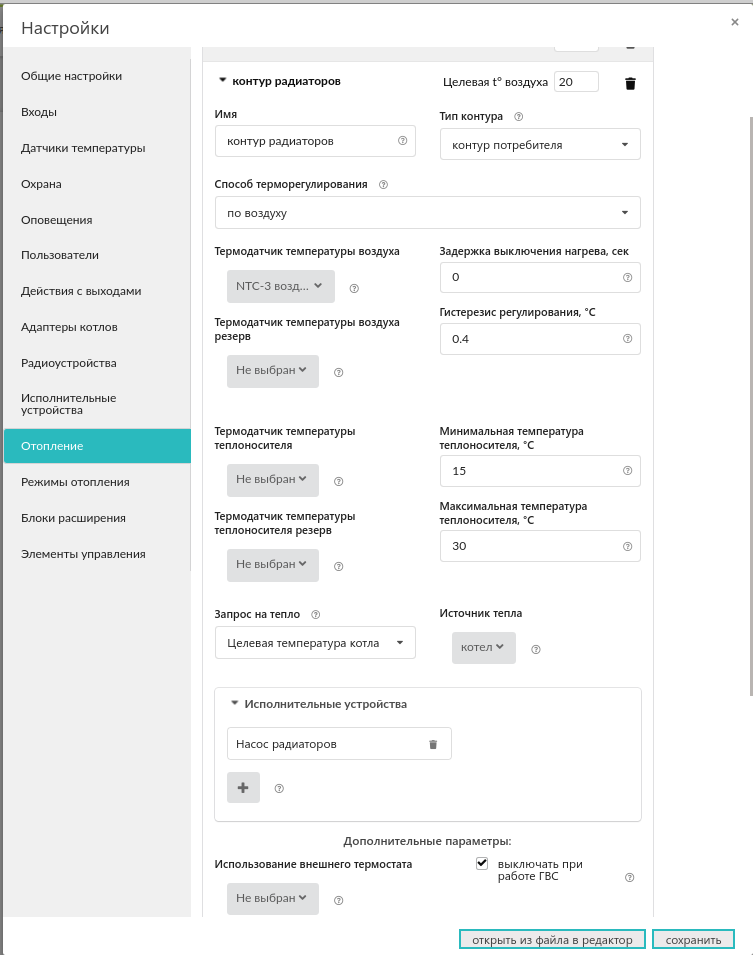 Настройки
×
Общие настройки
Входы
Датчики температуры
Охрана
Оповещения
Пользователи
Действия с выходами
Адаптеры котлов
Радиоустройства
Исполнительные
устройства
Отопление
Режимы отопления
Блоки расширения
Элементы управления
контур радиаторов
Целевая t° воздуха 20
Имя
Тип контура
контур радиаторов
контур потребителя
Способ терморегулирования
по воздуху
Термодатчик температуры воздуха
Задержка выключения нагрева, сек
NTC-3 возд...
0
Термодатчик температуры воздуха
резерв
Гистерезис регулирования, °C
0.4
Не выбран
Термодатчик температуры
теплоносителя
Минимальная температура
теплоносителя, °C
Не выбран
15
Термодатчик температуры
теплоносителя резерв
Максимальная температура
теплоносителя, °C
Не выбран
30
Запрос на тепло
Источник тепла
Целевая температура котла
котел
Исполнительные устройства
Насос радиаторов
+
Дополнительные параметры:
Использование внешнего термостата
выключать при
работе ГВС
Не выбран
открыть из файла в редактор
сохранить